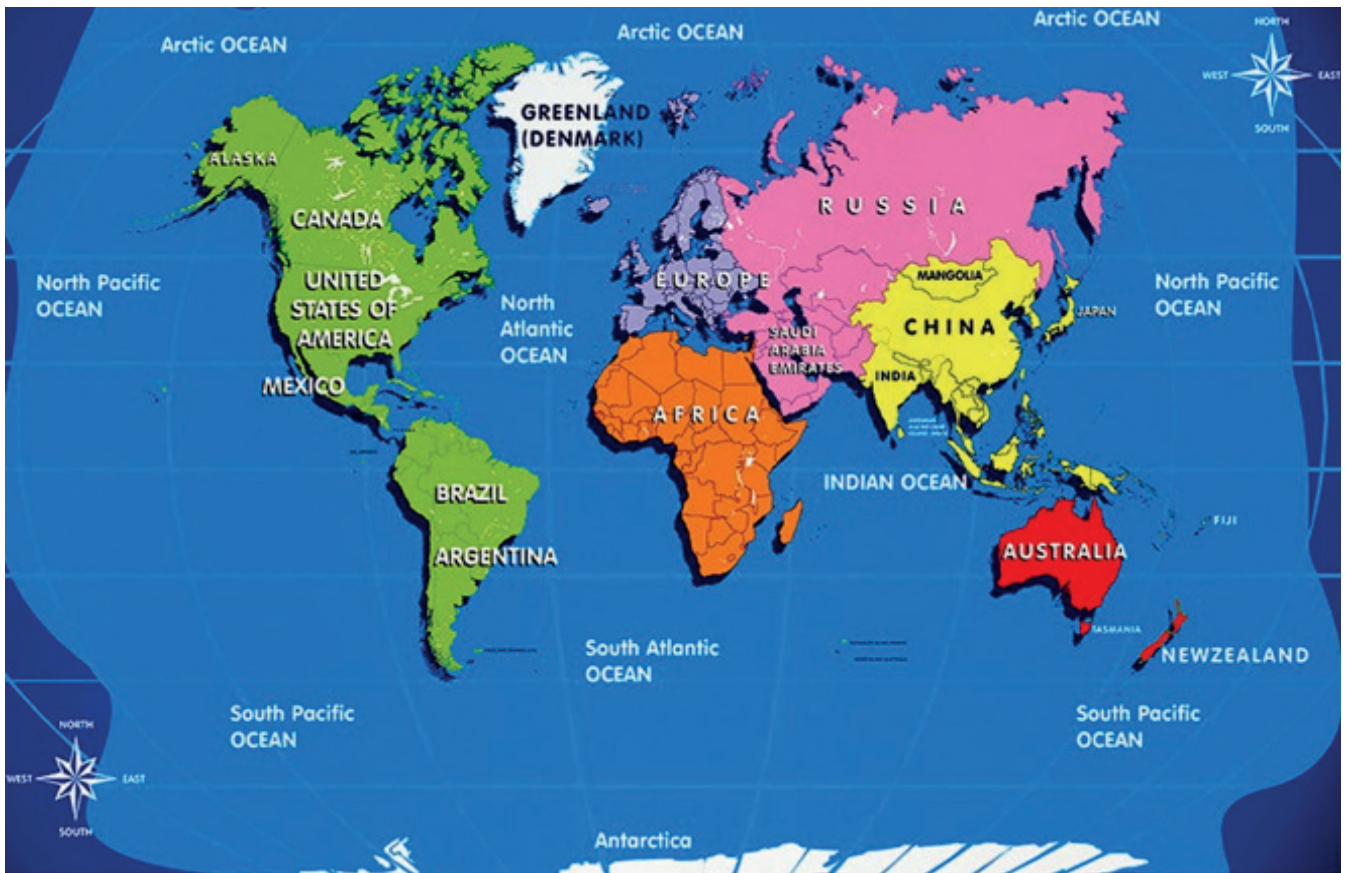 Arctic OCEAN
Arctic OCEAN
Arctic OCEAN
NORTH
WEST
EAST
SOUTH
GREENLAND
(DENMARK)
ALASKA
CANADA
RUSSIA
EUROPE
MANGOLIA
North Pacific
OCEAN
UNITED
STATES OF
AMERICA
North
Atlantic
OCEAN
North Pacific
OCEAN
JAPAN
CHINA
SAUDI
ARABIA
EMIRATES
INDIA
MEXICO
AFRICA
BRAZIL
INDIAN OCEAN
FIJI
ARGENTINA
AUSTRALIA
TASMANIA
NEWZEALAND
South Atlantic
OCEAN
South Pacific
OCEAN
South Pacific
OCEAN
NORTH
WEST
EAST
SOUTH
Antarctica